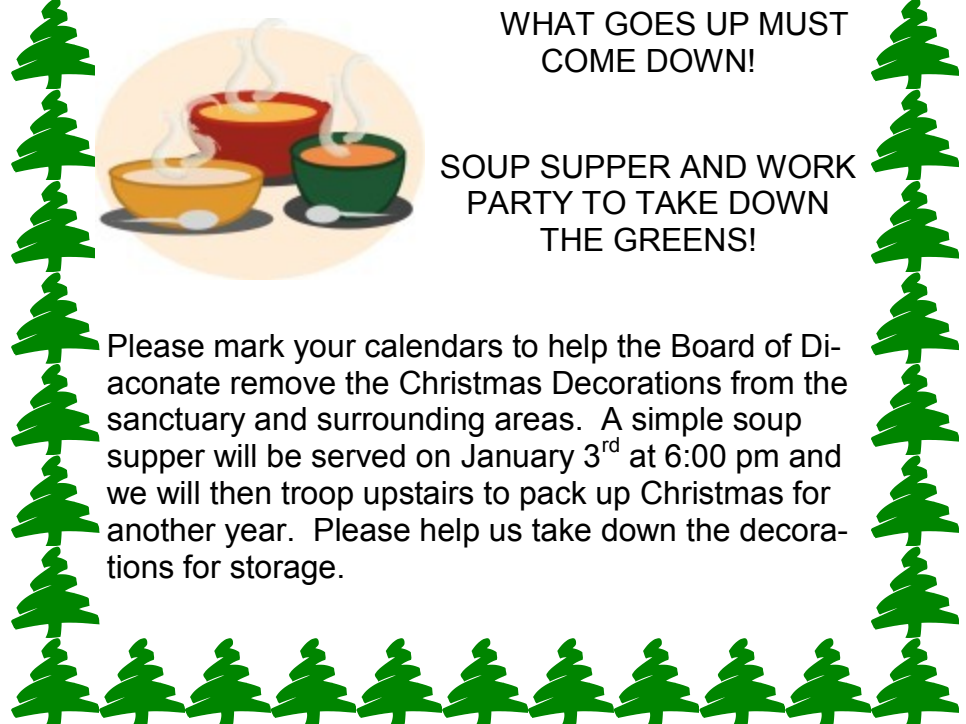 WHAT GOES UP MUST
COME DOWN!
SOUP SUPPER AND WORK
PARTY TO TAKE DOWN
THE GREENS!
Please mark your calendars to help the Board of Di-
aconate remove the Christmas Decorations from the
sanctuary and surrounding areas.  A simple soup
supper will be served on January 3rd at 6:00 pm and
we will then troop upstairs to pack up Christmas for
another year.  Please help us take down the decora-
tions for storage.